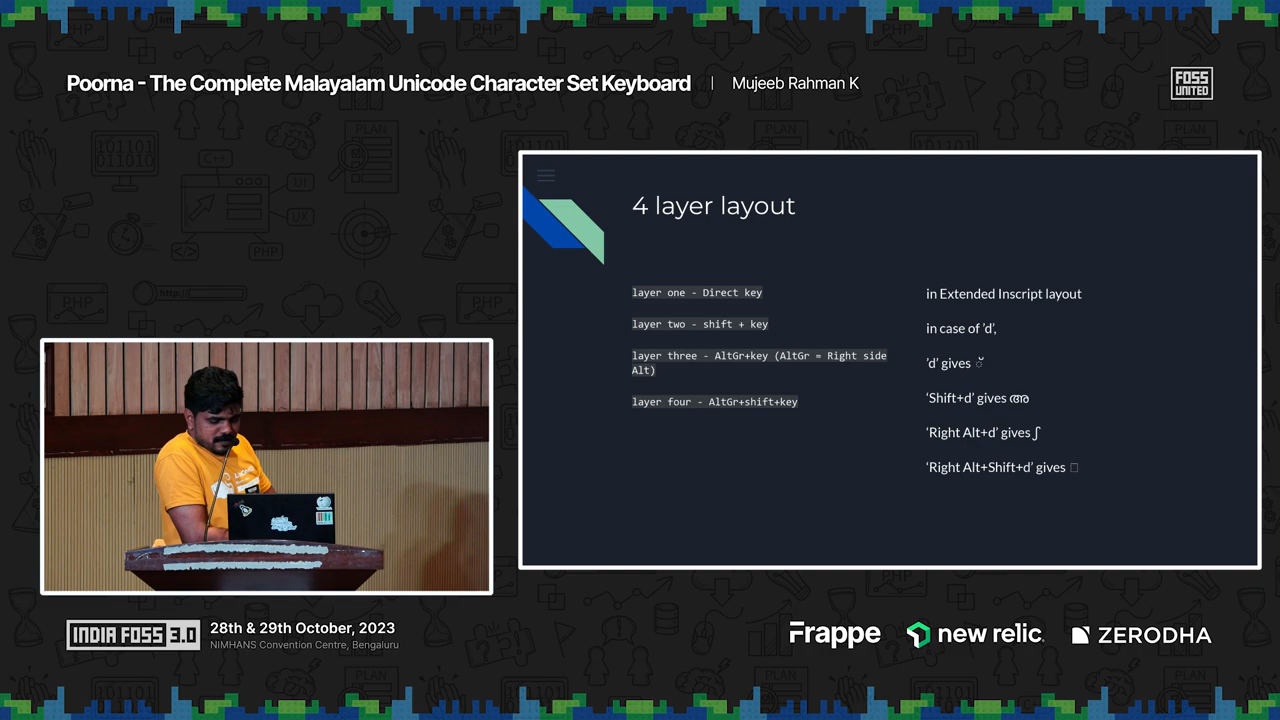 Poorna - The Complete Malayalam Unicode Character Set Keyboard | Mujeeb Rahman K
FOSS
UNITED
4 layer layout
layer one - Direct key
layer two - shift + key
layer three - AltGr+key (AltGr = Right side
Alt)
layer four - AltGr+shift+key
in Extended Inscript layout
in case of 'd',
'd' gives ്
'Shift+d' gives അ
'Right Alt+d' gives ʃ
'Right Alt+Shift+d' gives □
INDIA FOSS 3.0
28th & 29th October, 2023
NIMHANS Convention Centre, Bengaluru
Frappe
new relic
ZERODHA